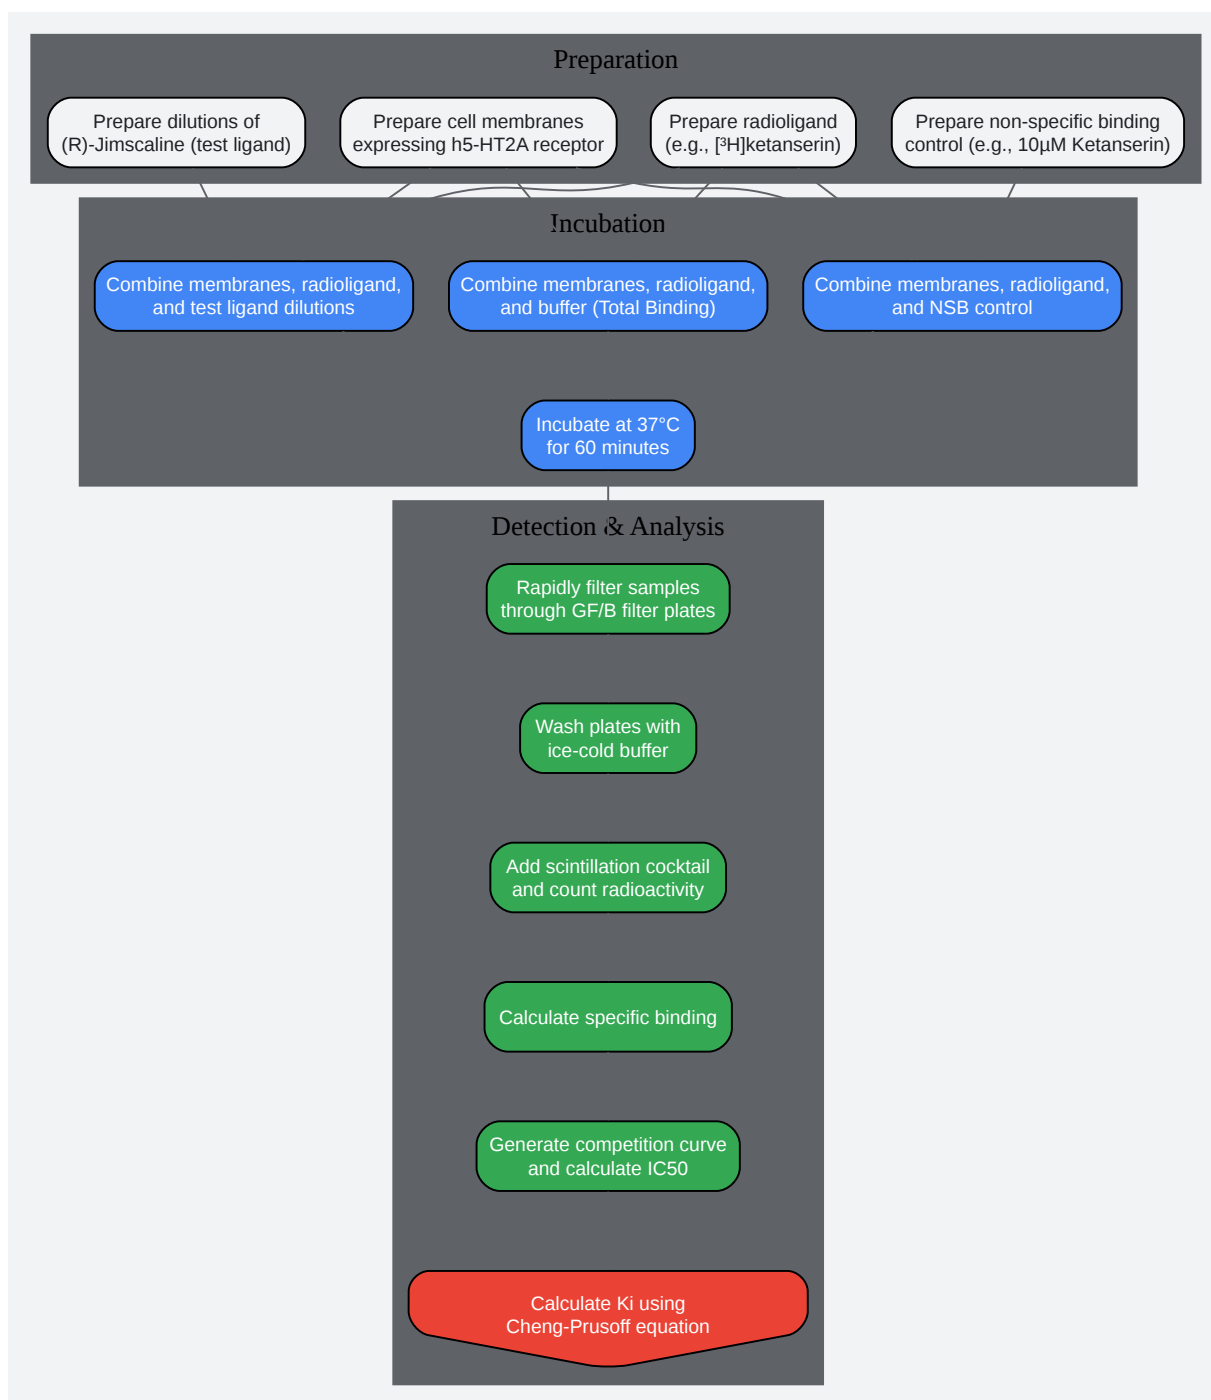 Preparation
Prepare dilutions of
(R)-Jimscaline (test ligand)
Prepare cell membranes
expressing h5-HT2A receptor
Prepare radioligand
(e.g., [³H]ketanserin)
Prepare non-specific binding
control (e.g., 10µM Ketanserin)
Incubation
Combine membranes, radioligand,
and test ligand dilutions
Combine membranes, radioligand,
and buffer (Total Binding)
Combine membranes, radioligand,
and NSB control
Incubate at 37°C
for 60 minutes
Detection & Analysis
Rapidly filter samples
through GF/B filter plates
Wash plates with
ice-cold buffer
Add scintillation cocktail
and count radioactivity
Calculate specific binding
Generate competition curve
and calculate IC50
Calculate Ki using
Cheng-Prusoff equation